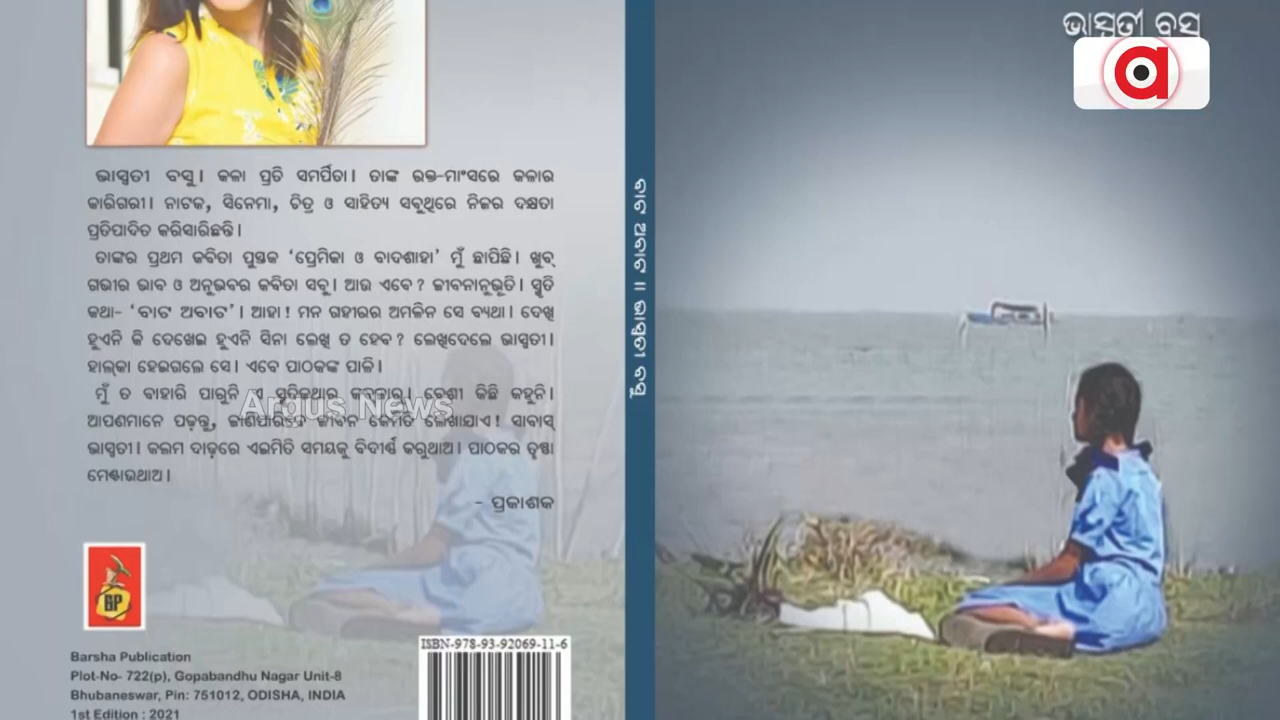 ଭାସ୍ୱତୀ ବସୁ। କଳା ପ୍ରତି ସମର୍ପିତା। ତାଙ୍କ ରକ୍ତ-ମାଂସରେ କଳାର
କାରିଗରୀ। ନାଟକ, ସିନେମା, ଚିତ୍ର ଓ ସାହିତ୍ୟ ସବୁଥିରେ ନିଜର ଦକ୍ଷତା
ପ୍ରତିପାଦିତ କରିସାରିଛନ୍ତି।
ତାଙ୍କର ପ୍ରଥମ କବିତା ପୁସ୍ତକ ‘ପ୍ରେମିକା ଓ ବାଦଶାହା’ ମୁଁ ଛାପିଛି। ଖୁବ୍
ଗଭୀର ଭାବ ଓ ଅନୁଭବର କବିତା ସବୁ। ଆଉ ଏବେ? ଜୀବନାନୁଭୂତି। ସ୍ମୃତି
କଥା- ‘ବାଟ ଅବାଟ’। ଆହା! ମନ ଗହୀରର ଅମଳିନ ସେ ବ୍ୟଥା। ଦେଖି
ହୁଏନି କି ଦେଖେଇ ହୁଏନି ସିନା ଲେଖି ତ ହେବ? ଲେଖିଦେଲେ ଭାସ୍ୱତୀ।
ହାଲ୍‌କା ହେଇଗଲେ ସେ। ଏବେ ପାଠକଙ୍କ ପାଳି।
ମୁଁ ତ ବାହାରି ପାରୁନି ଏ ସ୍ମୃତିକଥାର କବ୍‌ଜାରୁ। ବେଶୀ କିଛି କହୁନି।
ଆପଣମାନେ ପଢ଼ନ୍ତୁ, ଜାଣିପାରିବେ ଜୀବନ କେମିତି ଲେଖାଯାଏ! ସାବାସ୍
ଭାସ୍ୱତୀ। କଲମ ଦାଢ଼ରେ ଏଇମିତି ସମୟକୁ ବିଦୀର୍ଣ୍ଣ କରୁଥାଅ। ପାଠକର ତୃଷ୍ଣା
ମେଣ୍ଟାଉଥାଅ।
- ପ୍ରକାଶକ
Argus News
BP
Barsha Publication
Plot-No- 722(p), Gopabandhu Nagar Unit-8
Bhubaneswar, Pin: 751012, ODISHA, INDIA
1st Edition : 2021
ISBN-978-93-92069-11-6
ବାଟ ଅବାଟ ॥ ଭାସ୍ୱତୀ ବସୁ
ଭାସ୍ୱତୀ ବସୁ
a